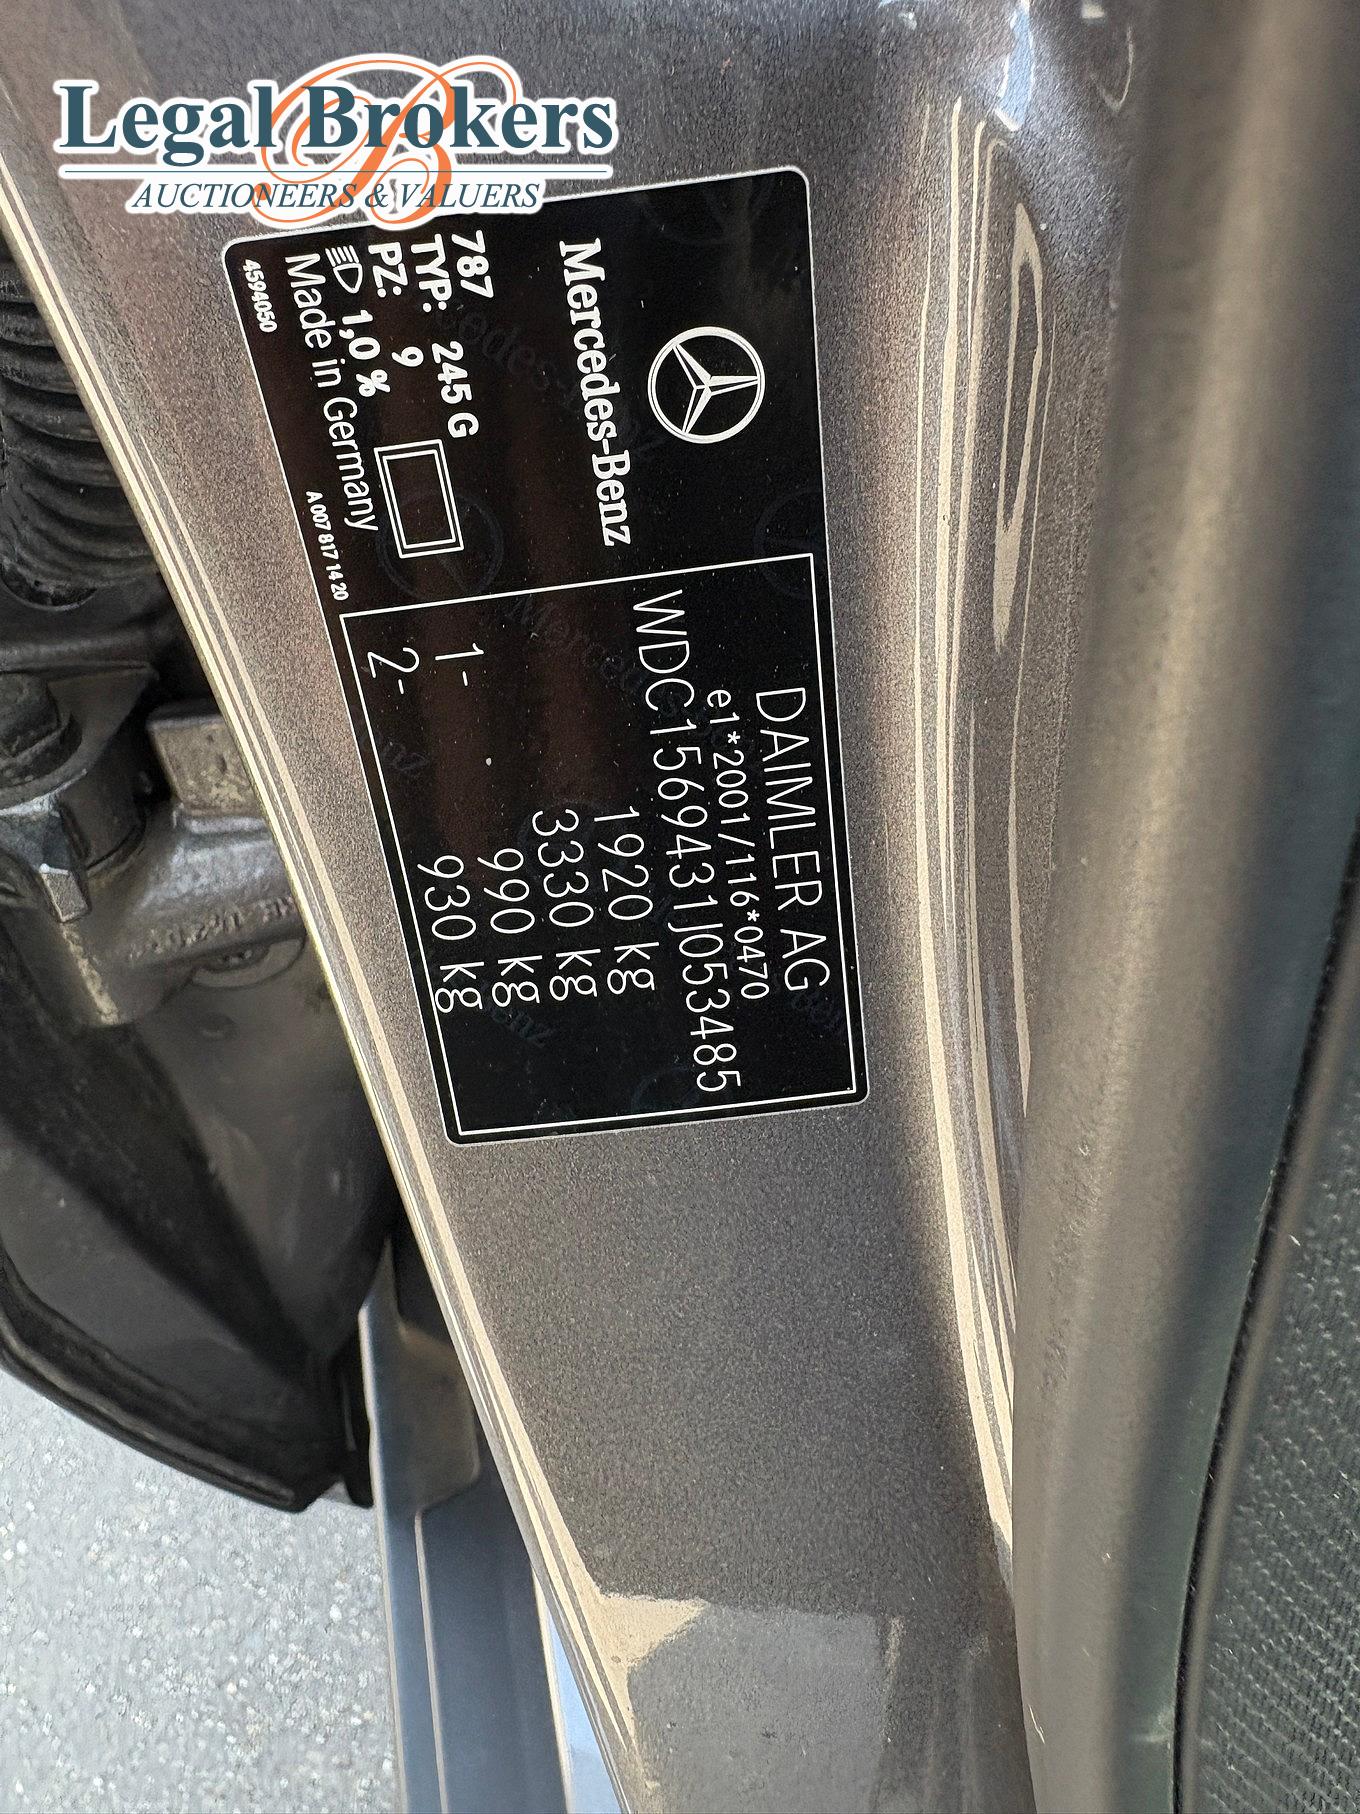 Legal Brokers
AUCTIONEERS & VALUERS
Mercedes-Benz
787
TYP: 245 G
PZ: 9
1,0 %
Made in Germany
4594050
A 007 817 14 20
DAIMLER AG
e1*2001/116*0470
WDC1569431J053485
1920 kg
3330 kg
1- 990 kg
2- 930 kg